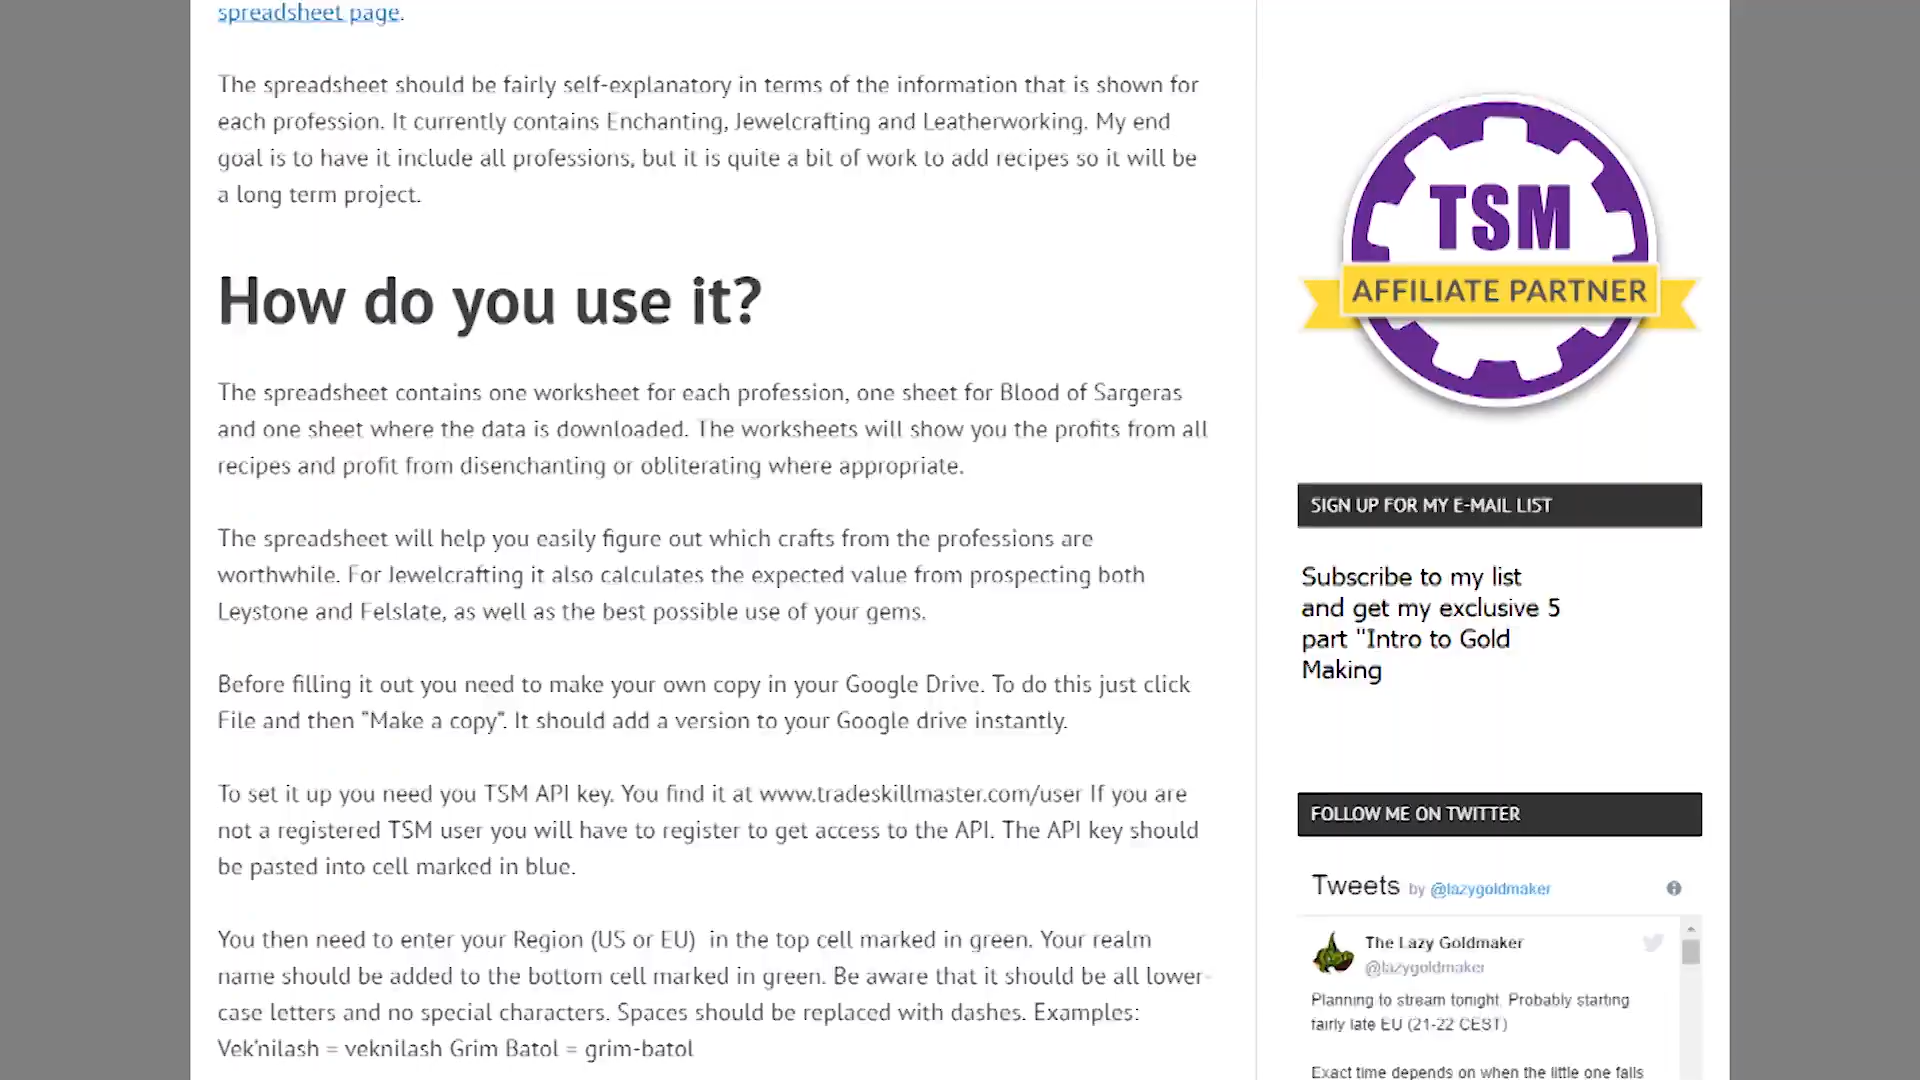 spreadsheet page.
The spreadsheet should be fairly self-explanatory in terms of the information that is shown for
each profession. It currently contains Enchanting, Jewelcrafting and Leatherworking. My end
goal is to have it include all professions, but it is quite a bit of work to add recipes so it will be
a long term project.
How do you use it?
The spreadsheet contains one worksheet for each profession, one sheet for Blood of Sargeras
and one sheet where the data is downloaded. The worksheets will show you the profits from all
recipes and profit from disenchanting or obliterating where appropriate.
The spreadsheet will help you easily figure out which crafts from the professions are
worthwhile. For Jewelcrafting it also calculates the expected value from prospecting both
Leystone and Felslate, as well as the best possible use of your gems.
Before filling it out you need to make your own copy in your Google Drive. To do this just click
File and then "Make a copy". It should add a version to your Google drive instantly.
To set it up you need you TSM API key. You find it at www.tradeskillmaster.com/user If you are
not a registered TSM user you will have to register to get access to the API. The API key should
be pasted into cell marked in blue.
You then need to enter your Region (US or EU)  in the top cell marked in green. Your realm
name should be added to the bottom cell marked in green. Be aware that it should be all lower-
case letters and no special characters. Spaces should be replaced with dashes. Examples:
Vek'nilash = veknilash Grim Batol = grim-batol
TSM
AFFILIATE PARTNER
SIGN UP FOR MY E-MAIL LIST
Subscribe to my list
and get my exclusive 5
part "Intro to Gold
Making
FOLLOW ME ON TWITTER
Tweets by @lazygoldmaker
The Lazy Goldmaker
@lazygoldmaker
Planning to stream tonight. Probably starting
fairly late EU (21-22 CEST)
Exact time depends on when the little one falls